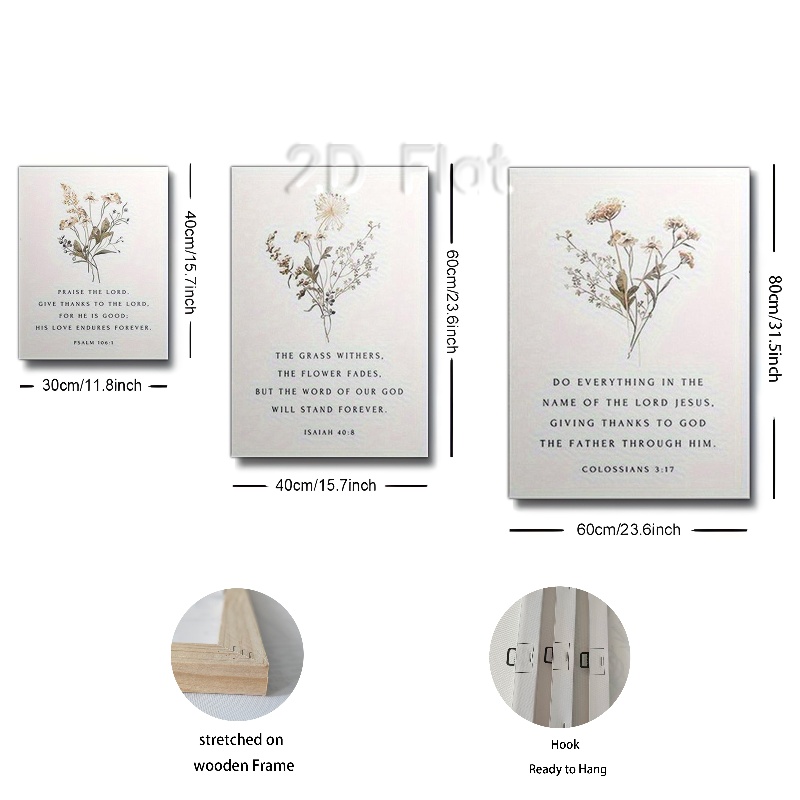 2D Flat
PRAISE THE LORD.
GIVE THANKS TO THE LORD,
FOR HE IS GOOD;
HIS LOVE ENDURES FOREVER.
PSALM 106:1
40cm/15.7inch
30cm/11.8inch
THE GRASS WITHERS,
THE FLOWER FADES,
BUT THE WORD OF OUR GOD
WILL STAND FOREVER.
ISAIAH 40:8
60cm/23.6inch
40cm/15.7inch
DO EVERYTHING IN THE
NAME OF THE LORD JESUS,
GIVING THANKS TO GOD
THE FATHER THROUGH HIM.
COLOSSIANS 3:17
80cm/31.5inch
60cm/23.6inch
stretched on
wooden Frame
Hook
Ready to Hang